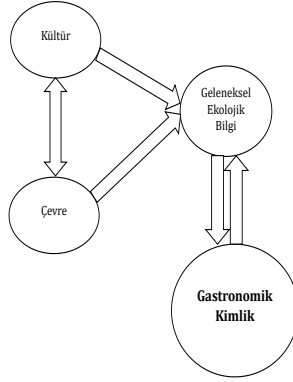 Kültür
Geleneksel
Ekolojik
Bilgi
Çevre
Gastronomik
Kimlik